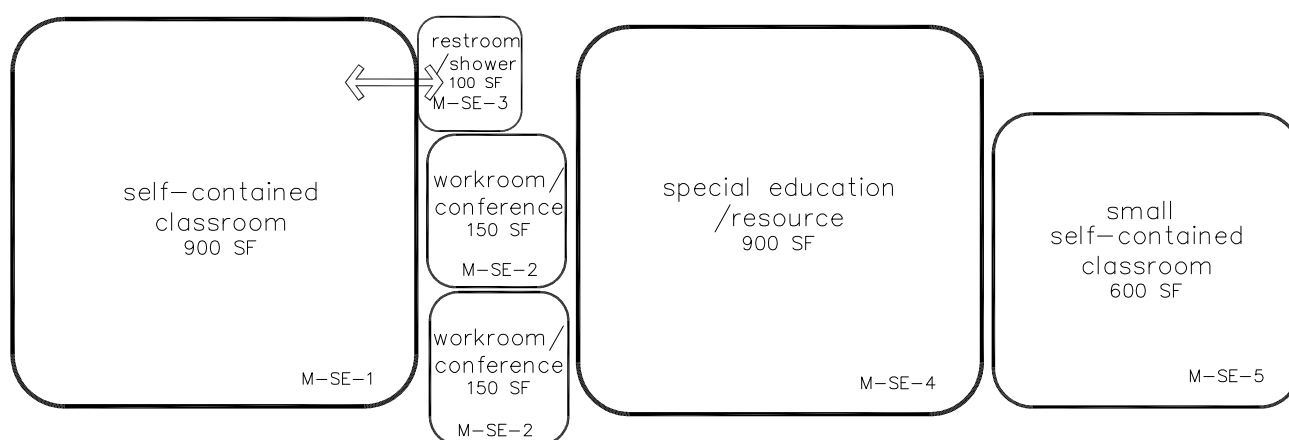 self-contained
classroom
900 SF
M-SE-1
restroom
/shower
100 SF
M-SE-3
workroom/
conference
150 SF
M-SE-2
workroom/
conference
150 SF
M-SE-2
special education
/resource
900 SF
M-SE-4
small
self-contained
classroom
600 SF
M-SE-5